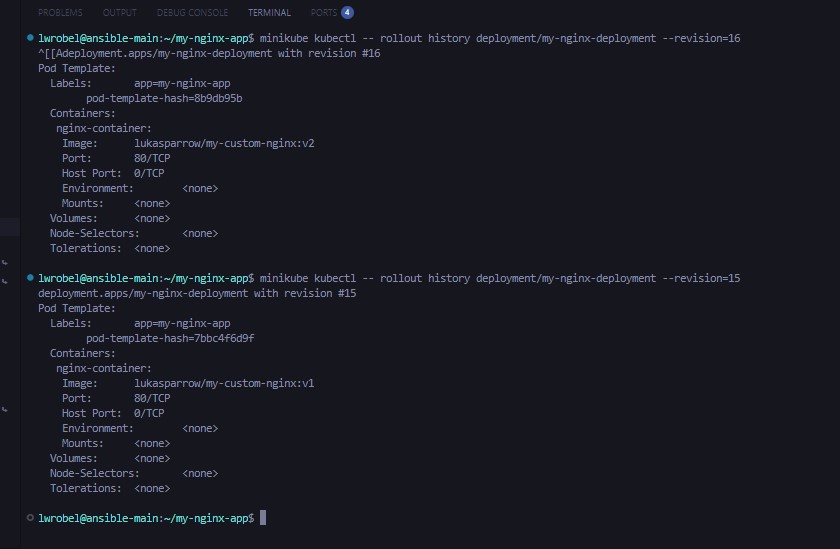 PROBLEMS OUTPUT DEBUG CONSOLE TERMINAL PORTS 4
lwrobel@ansible-main:~/my-nginx-app$ minikube kubectl -- rollout history deployment/my-nginx-deployment --revision=16
^[[Adeployment.apps/my-nginx-deployment with revision #16
Pod Template:
  Labels:       app=my-nginx-app
        pod-template-hash=8b9db95b
  Containers:
   nginx-container:
    Image:      lukasparrow/my-custom-nginx:v2
    Port:       80/TCP
    Host Port:  0/TCP
    Environment:        <none>
    Mounts:     <none>
  Volumes:      <none>
  Node-Selectors:       <none>
  Tolerations:  <none>

lwrobel@ansible-main:~/my-nginx-app$ minikube kubectl -- rollout history deployment/my-nginx-deployment --revision=15
deployment.apps/my-nginx-deployment with revision #15
Pod Template:
  Labels:       app=my-nginx-app
        pod-template-hash=7bbc4f6d9f
  Containers:
   nginx-container:
    Image:      lukasparrow/my-custom-nginx:v1
    Port:       80/TCP
    Host Port:  0/TCP
    Environment:        <none>
    Mounts:     <none>
  Volumes:      <none>
  Node-Selectors:       <none>
  Tolerations:  <none>

lwrobel@ansible-main:~/my-nginx-app$